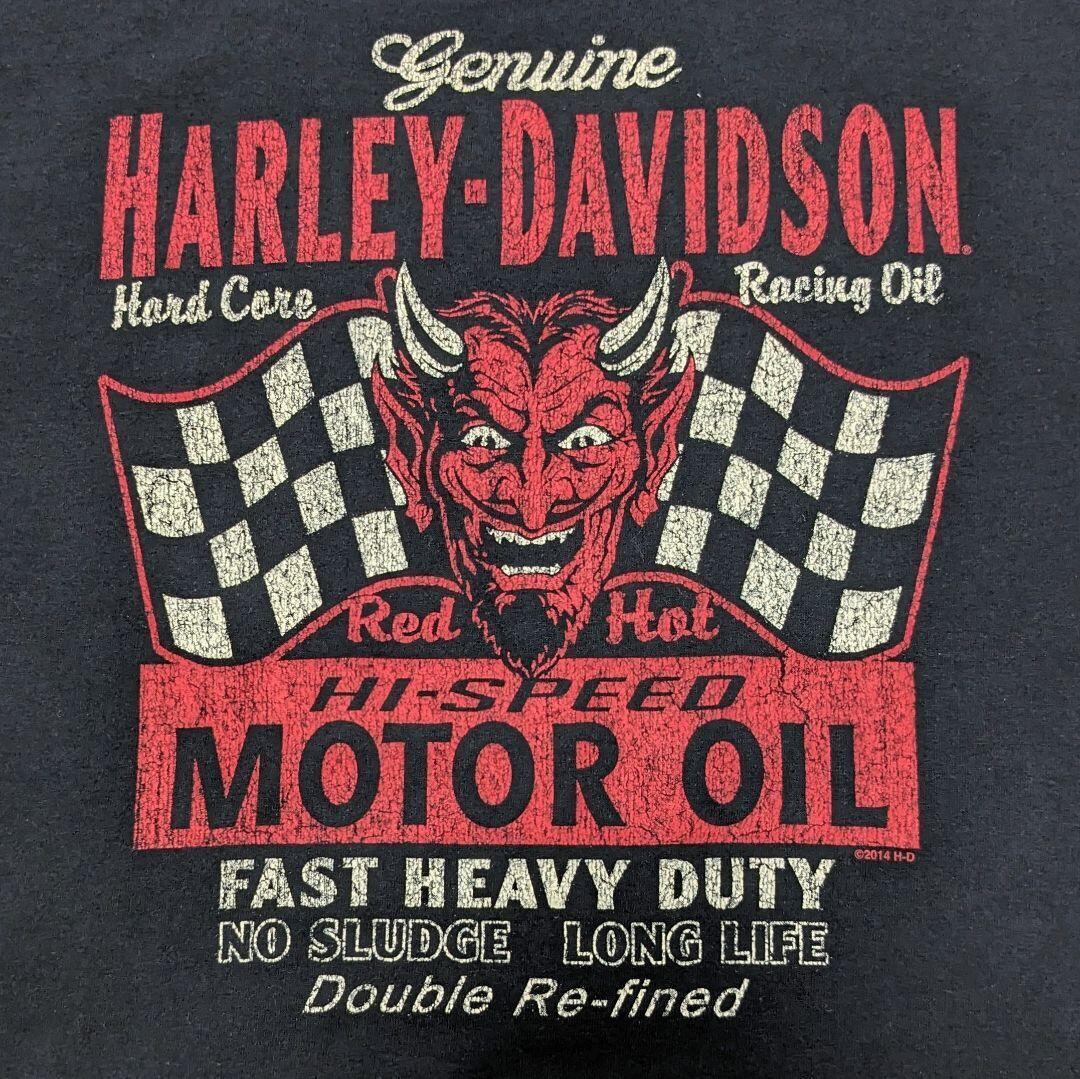 Genuine
HARLEY-DAVIDSON
Hard Core Racing Oil
Red Hot
HI-SPEED
MOTOR OIL
©2014 H-D
FAST HEAVY DUTY
NO SLUDGE LONG LIFE
Double Re-fined